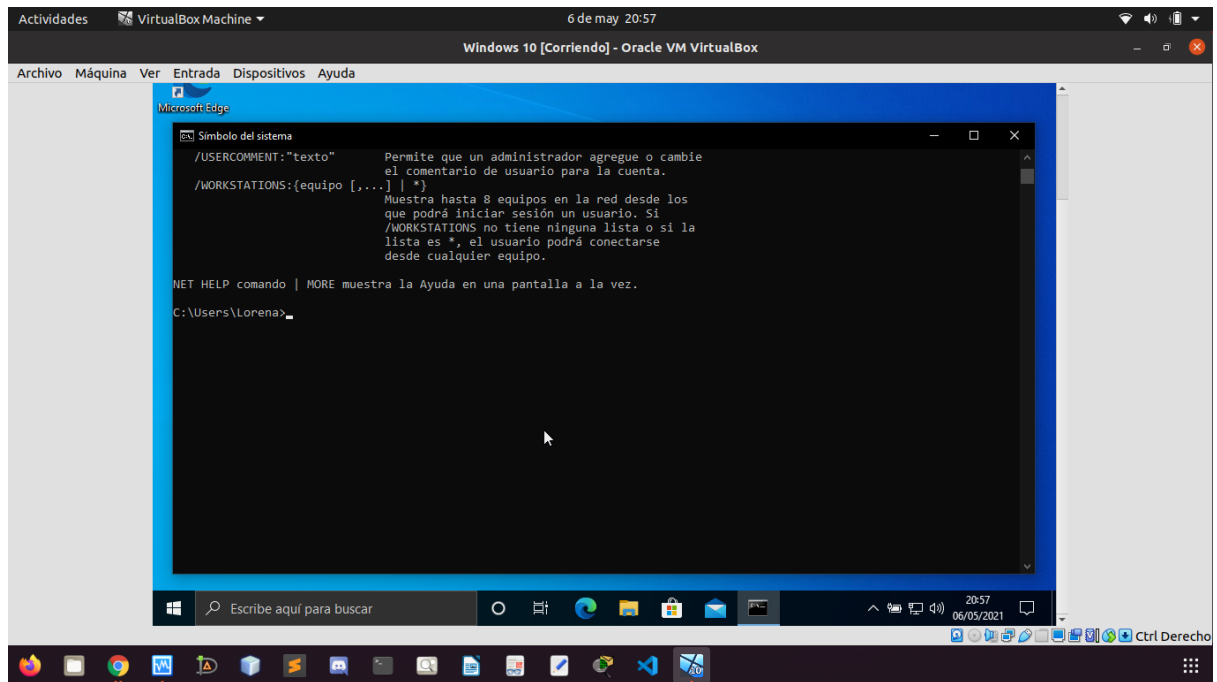 Actividades VirtualBox Machine 6 de may 20:57
Windows 10 [Corriendo] - Oracle VM VirtualBox
Archivo Máquina Ver Entrada Dispositivos Ayuda
Microsoft Edge
Símbolo del sistema
/USERCOMMENT:"texto" Permite que un administrador agregue o cambie
el comentario de usuario para la cuenta.
/WORKSTATIONS:{equipo [,...] | *}
Muestra hasta 8 equipos en la red desde los
que podrá iniciar sesión un usuario. Si
/WORKSTATIONS no tiene ninguna lista o si la
lista es *, el usuario podrá conectarse
desde cualquier equipo.
NET HELP comando | MORE muestra la Ayuda en una pantalla a la vez.
C:\Users\Lorena>
Escribe aquí para buscar
20:57
06/05/2021
Ctrl Derecho